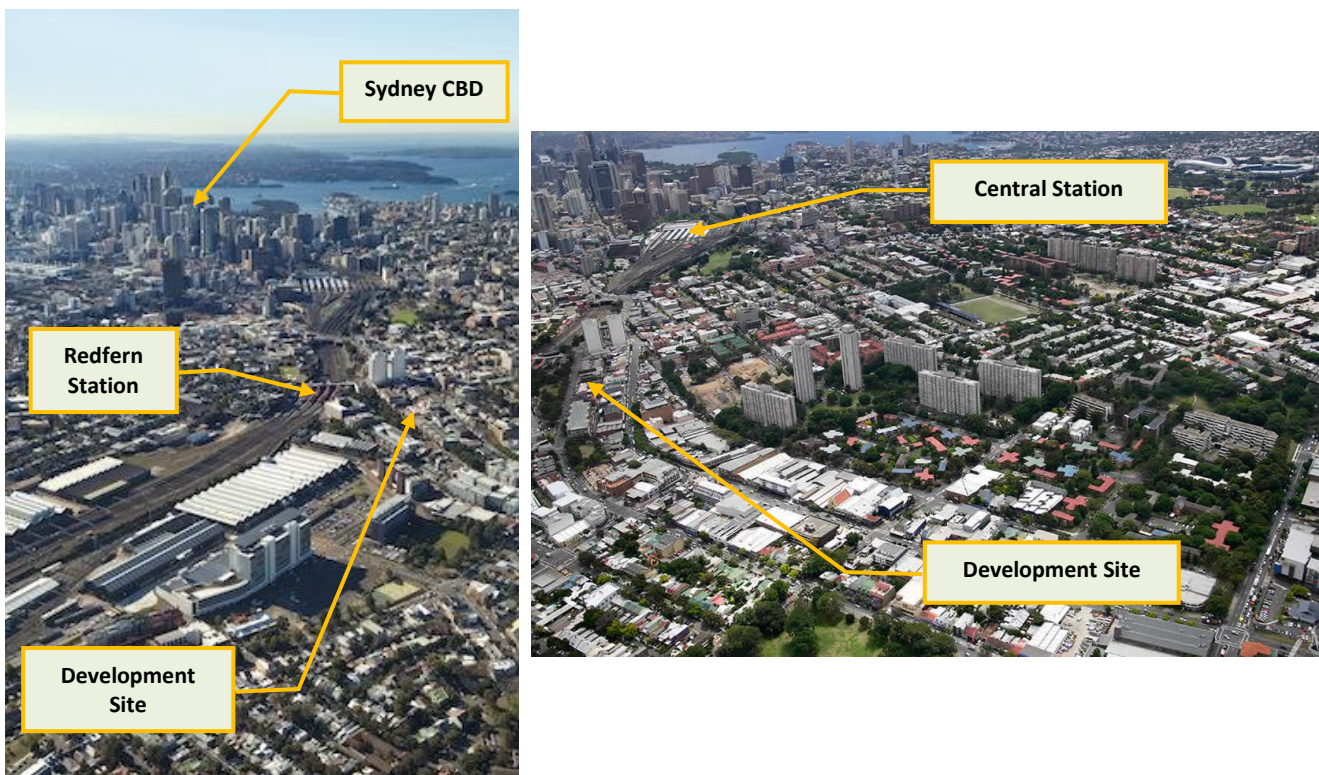 Sydney CBD
Redfern
Station
Development
Site
Central Station
Development Site